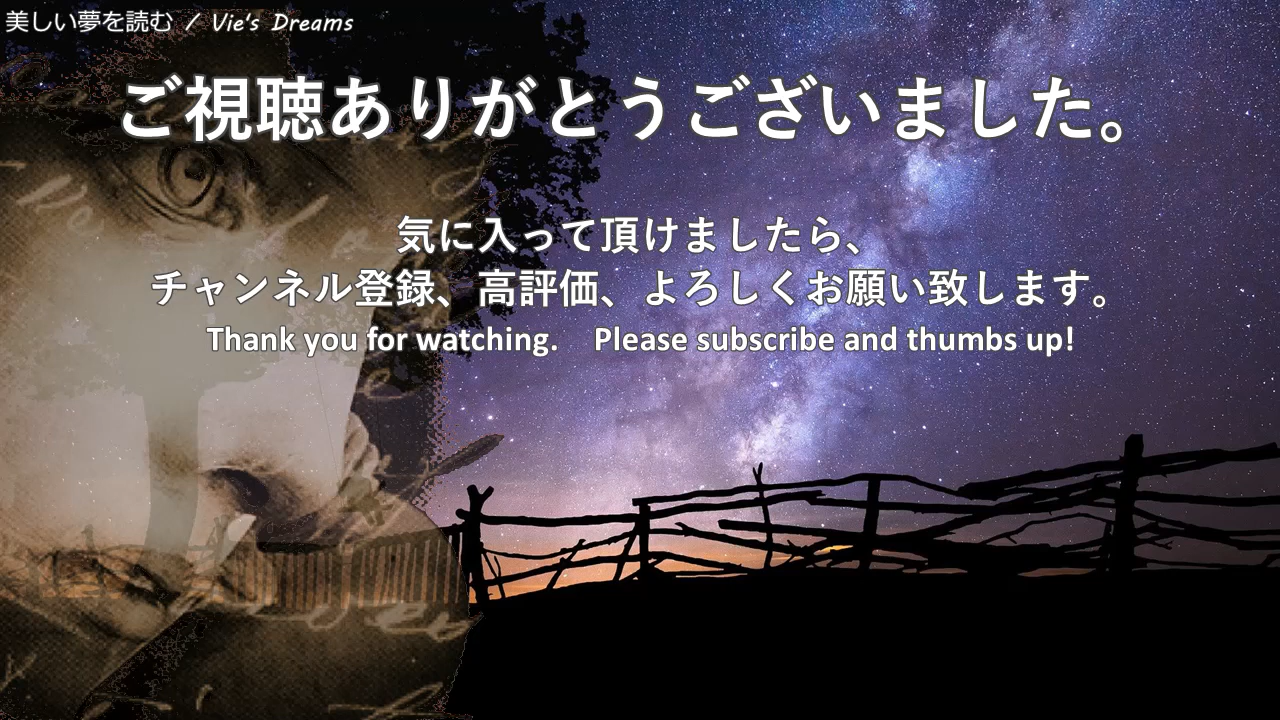 美しい夢を読む / Vie's Dreams
ご視聴ありがとうございました。
気に入って頂けましたら、
チャンネル登録、高評価、よろしくお願い致します。
Thank you for watching. Please subscribe and thumbs up!